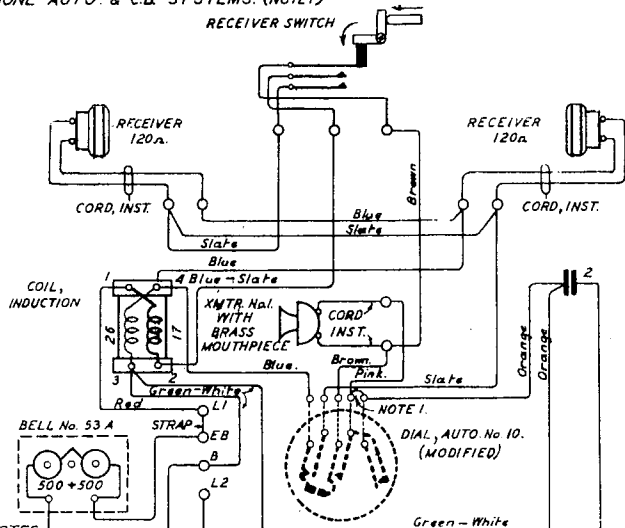 AUTO. & C.B. SYSTEMS. (NOTE 1)
RECEIVER SWITCH
RECEIVER
120Ω
RECEIVER
120Ω
CORD, INST.
CORD, INST.
Brown
Blue
Slate
Slate
Blue
1
4
Blue - Slate
2
COIL,
INDUCTION
26
17
XMTR. No.1.
WITH
BRASS
MOUTHPIECE
CORD
INST.
Orange
Orange
Blue.
Brown.
Pink.
Slate
3
2
Green-White
Red
L1
NOTE 1.
BELL No. 53 A
STRAP
EB
DIAL, AUTO. No. 10.
(MODIFIED)
B
500 + 500
L2
Green - White